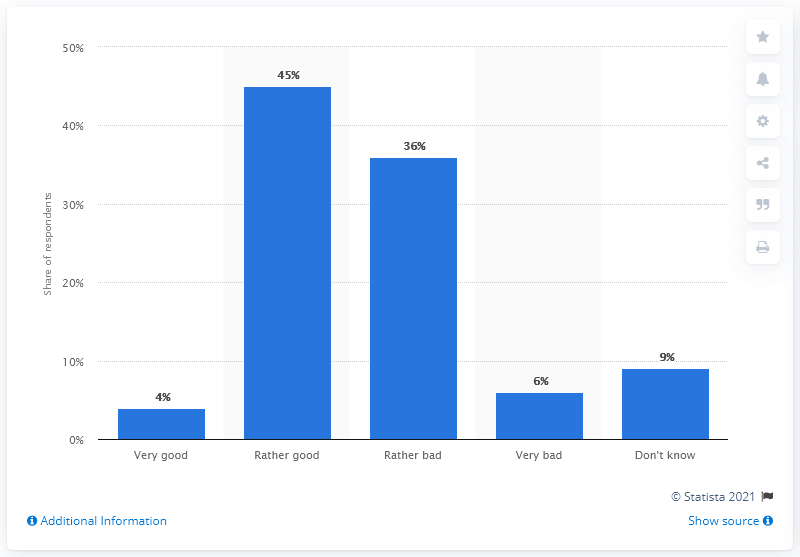 50%
45%
40%
36%
30%
Share of respondents
20%
10%
9%
6%
4%
0%
Very good
Rather good
Rather bad
Very bad
Don't know
© Statista 2021
Additional Information
Show source